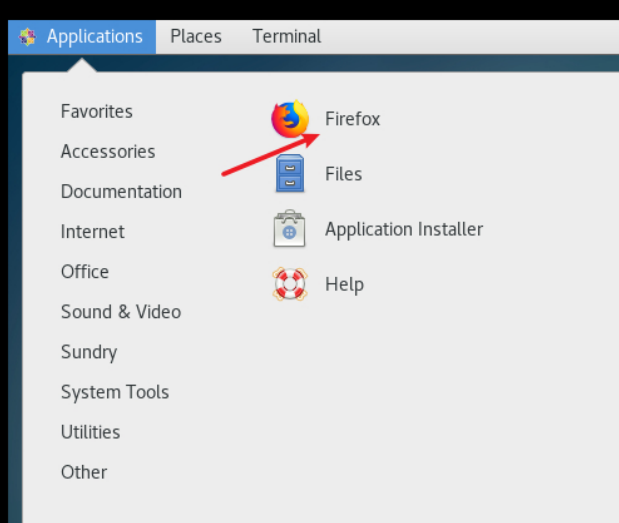 Applications Places Terminal
Favorites
Accessories
Documentation
Internet
Office
Sound & Video
Sundry
System Tools
Utilities
Other
Firefox
Files
Application Installer
Help